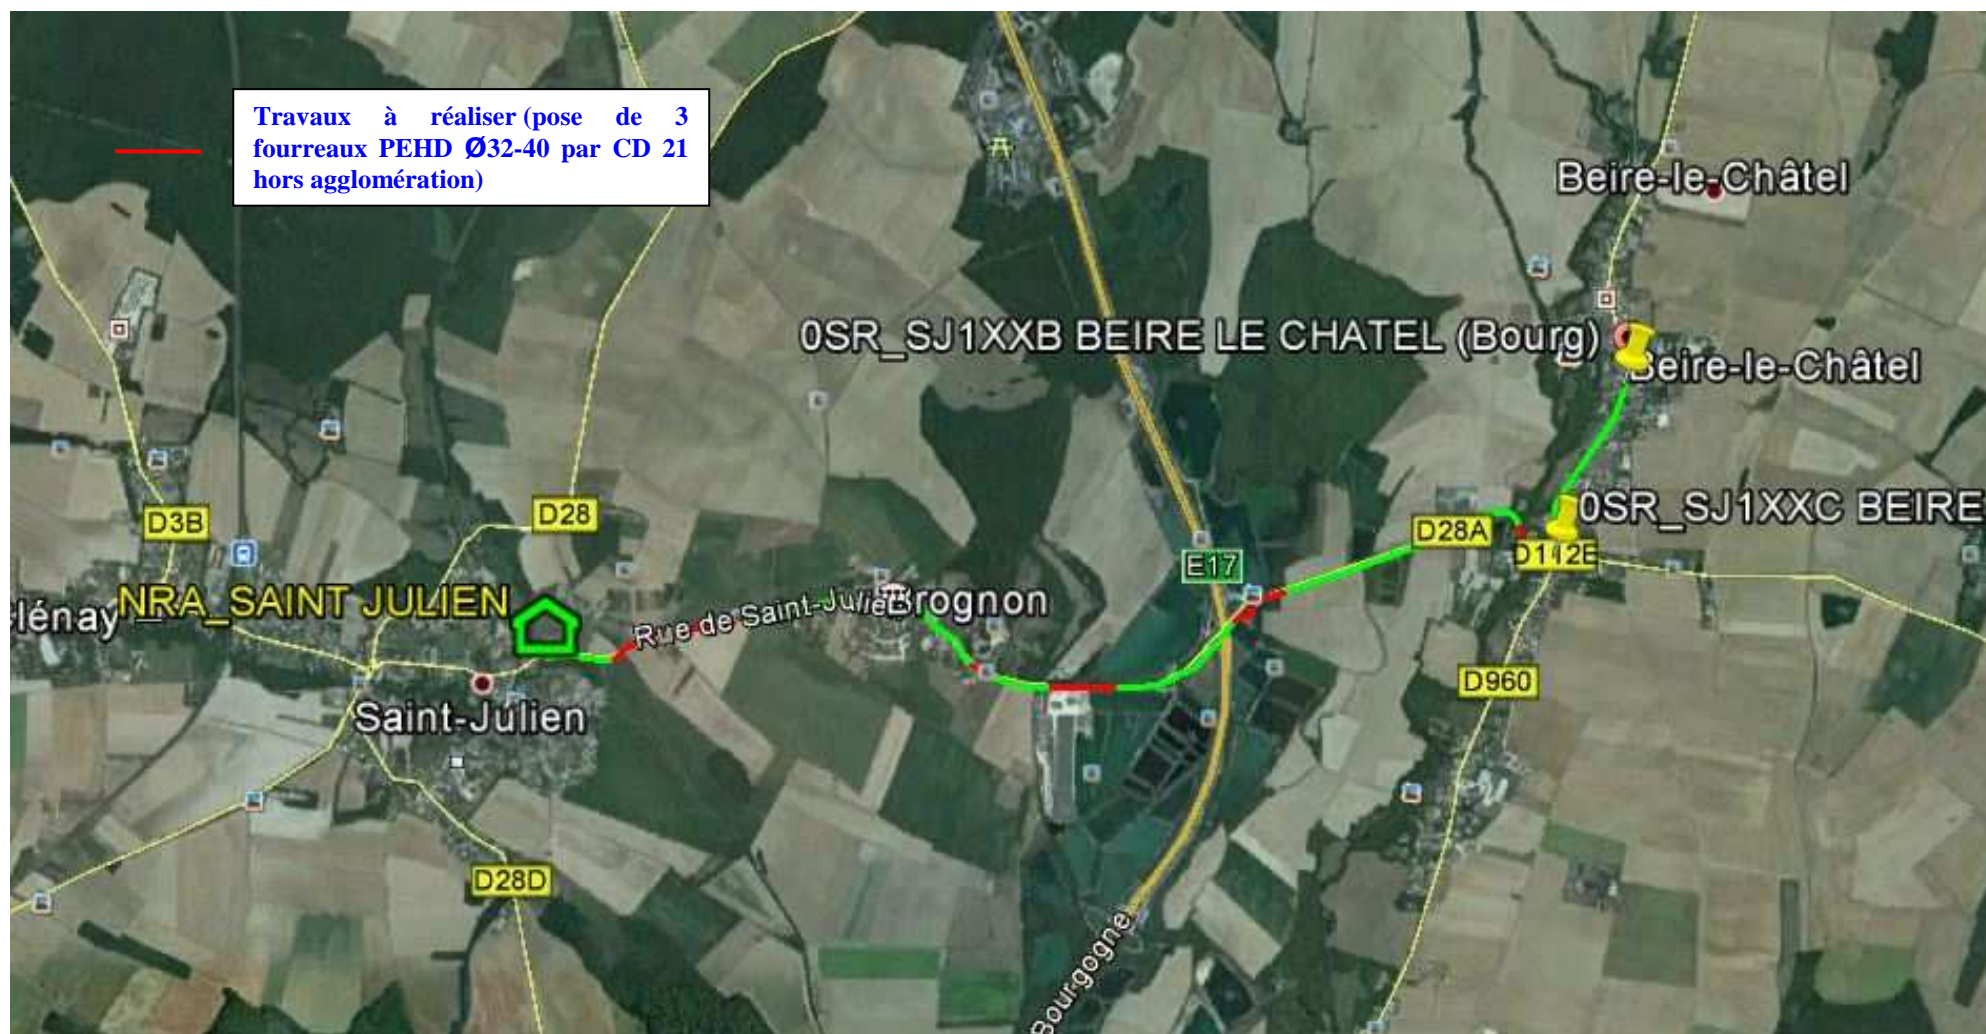 Travaux à réaliser (pose de 3
fourreaux PEHD Ø32-40 par CD 21
hors agglomération)
Beire-le-Châtel
0SR_SJ1XXB BEIRE LE CHATEL (Bourg)
Beire-le-Châtel
0SR_SJ1XXC BEIRE
D3B
D28
D28A
D112E
E17
lénay
NRA_SAINT JULIEN
Rue de Saint-Julie
Brognon
D960
Saint-Julien
D28D
Bourgogne